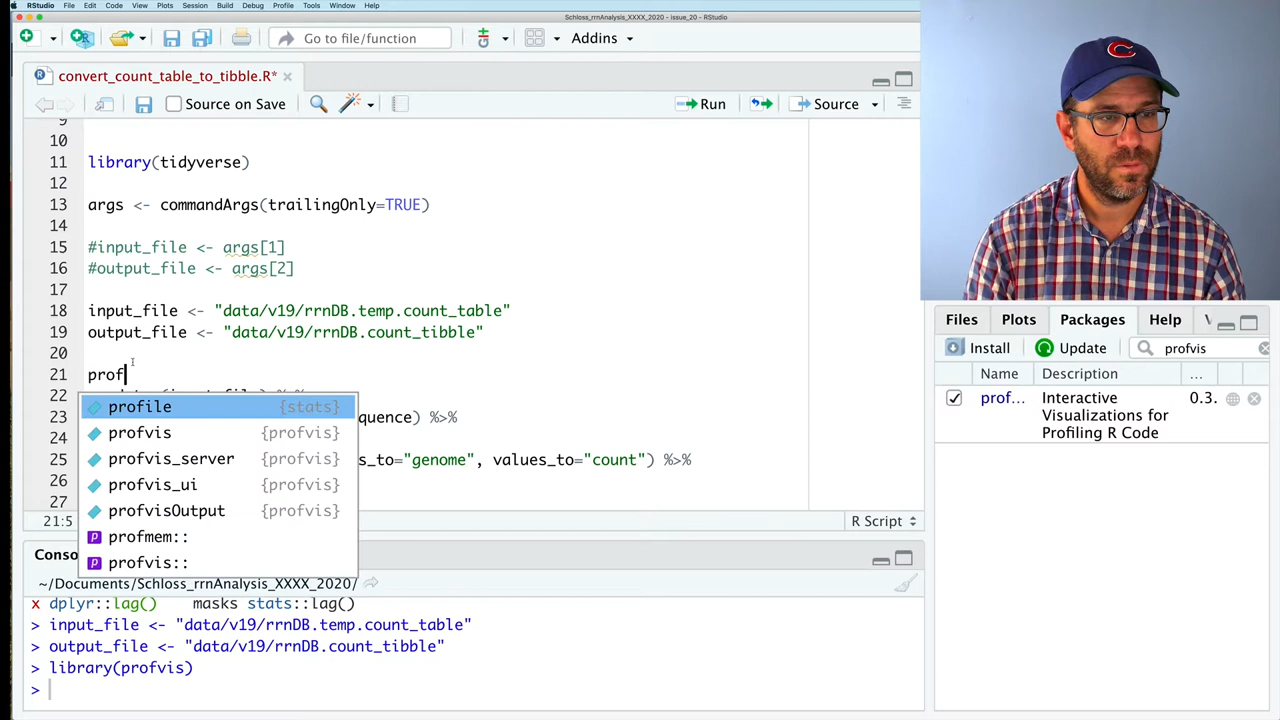 RStudio File Edit Code View Plots Session Build Debug Profile Tools Window Help
Schloss_rrnAnalysis_XXXX_2020 - issue_20 - RStudio
Go to file/function
Addins
convert_count_table_to_tibble.R*
Source on Save
Run
Source
9
10
11 library(tidyverse)
12
13 args <- commandArgs(trailingOnly=TRUE)
14
15 #input_file <- args[1]
16 #output_file <- args[2]
17
18 input_file <- "data/v19/rrnDB.temp.count_table"
19 output_file <- "data/v19/rrnDB.count_tibble"
20
21 prof
22
23 quence) %>%
24
25 s_to="genome", values_to="count") %>%
26
27
profile {stats}
profvis {profvis}
profvis_server {profvis}
profvis_ui {profvis}
profvisOutput {profvis}
profmem::
profvis::
21:5
R Script
Conso
~/Documents/Schloss_rrnAnalysis_XXXX_2020/
x dplyr::lag() masks stats::lag()
> input_file <- "data/v19/rrnDB.temp.count_table"
> output_file <- "data/v19/rrnDB.count_tibble"
> library(profvis)
>
C
Files Plots Packages Help V
Install Update profvis
Name Description ...
prof... Interactive Visualizations for Profiling R Code 0.3.